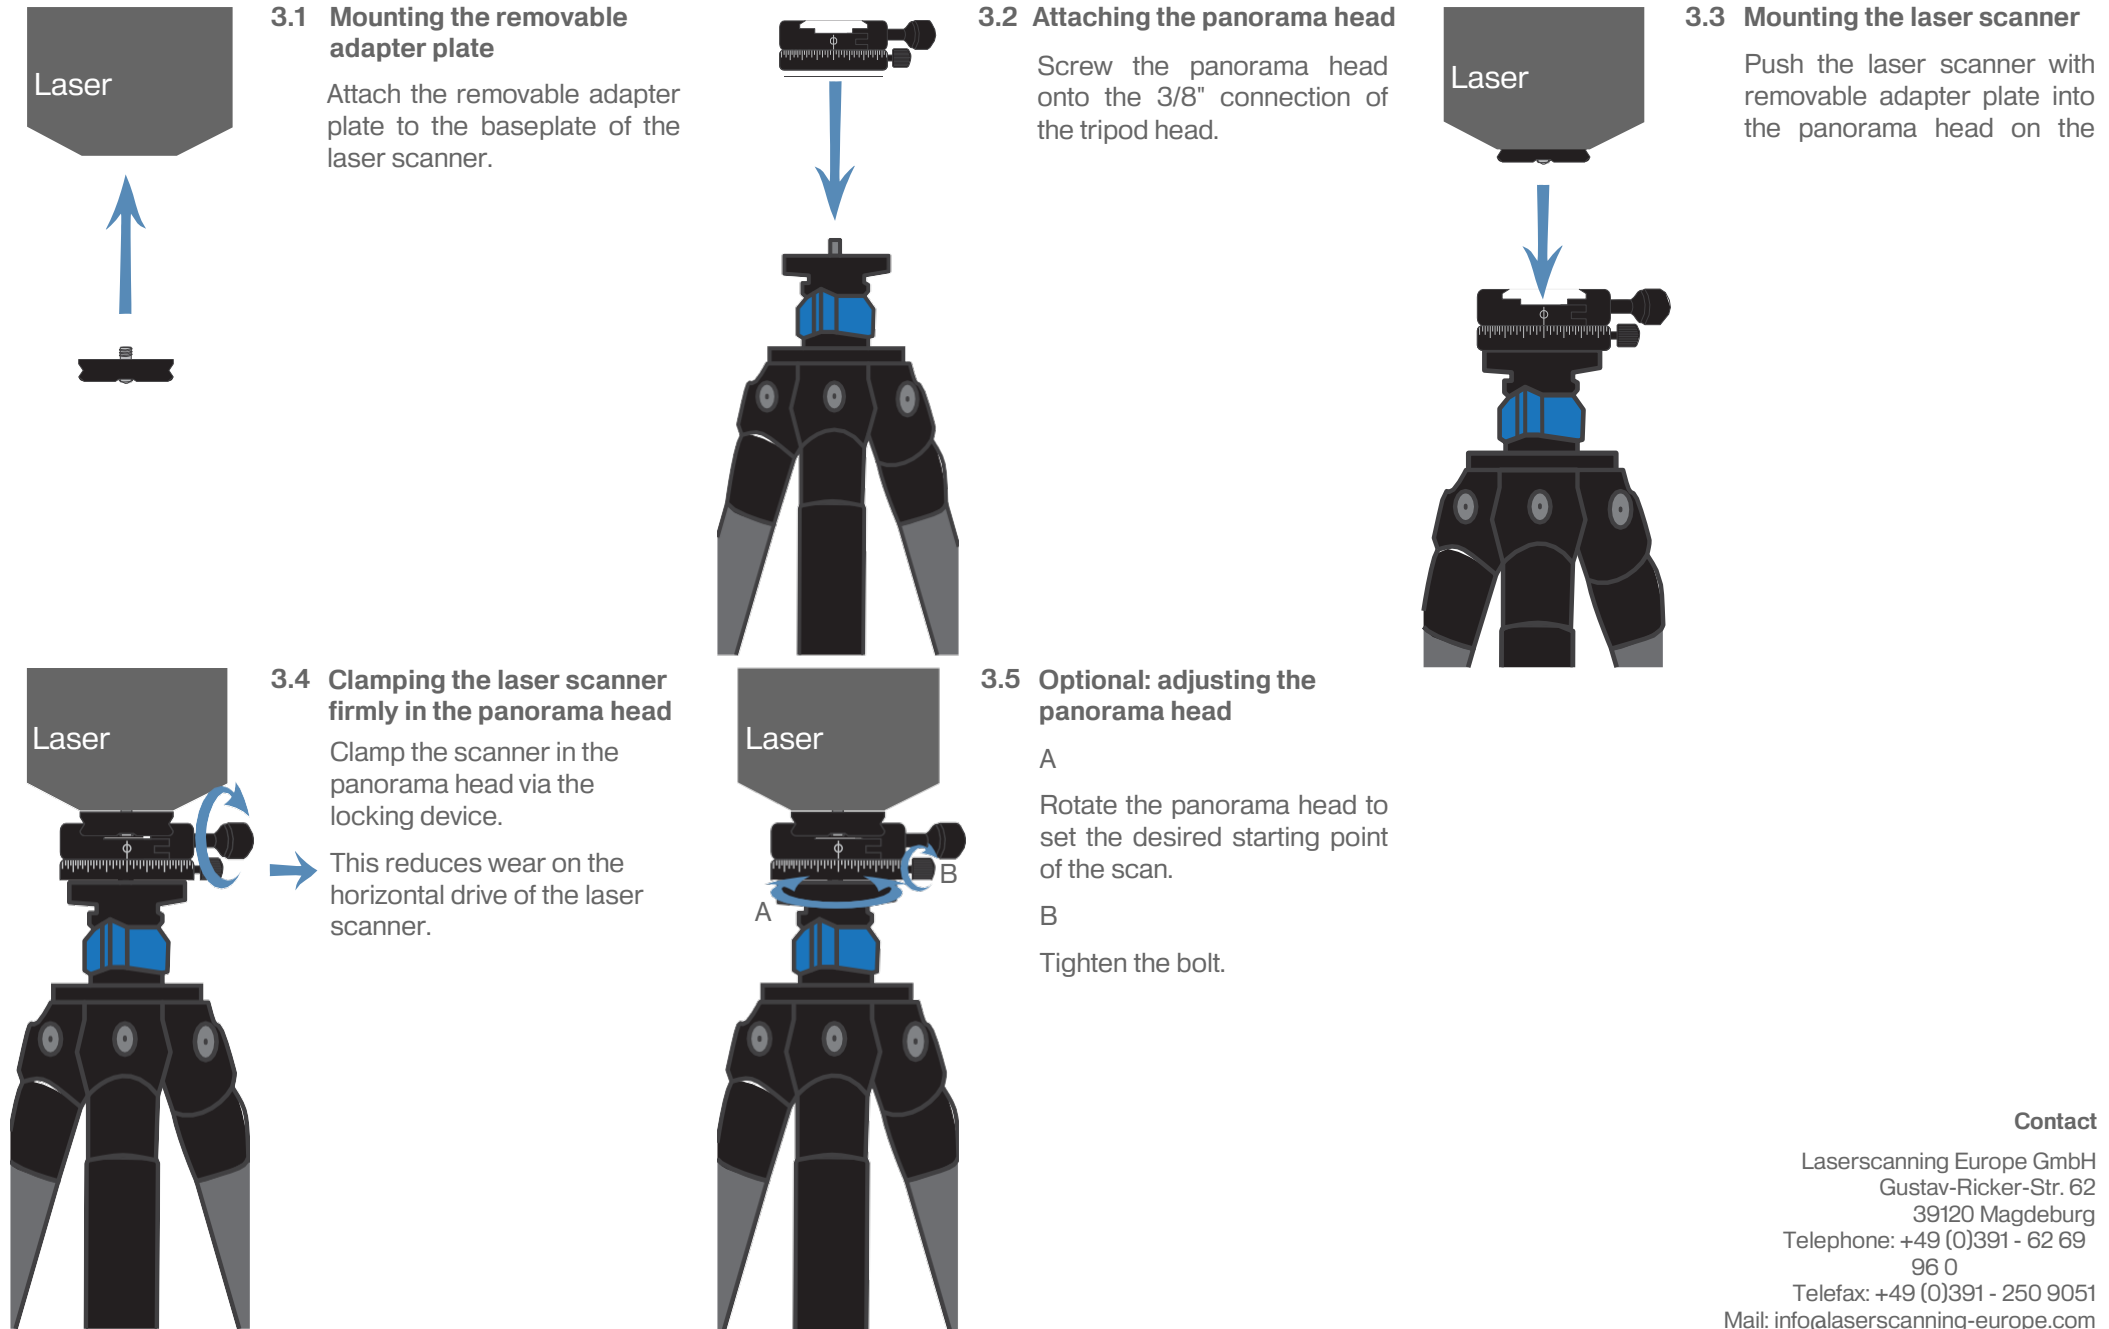 Laser
3.1 Mounting the removable
adapter plate
Attach the removable adapter
plate to the baseplate of the
laser scanner.
3.2 Attaching the panorama head
Screw the panorama head
onto the 3/8" connection of
the tripod head.
Laser
3.3 Mounting the laser scanner
Push the laser scanner with
removable adapter plate into
the panorama head on the
Laser
3.4 Clamping the laser scanner
firmly in the panorama head
Clamp the scanner in the
panorama head via the
locking device.
This reduces wear on the
horizontal drive of the laser
scanner.
Laser
B
A
3.5 Optional: adjusting the
panorama head
A
Rotate the panorama head to
set the desired starting point
of the scan.
B
Tighten the bolt.
Contact
Laserscanning Europe GmbH
Gustav-Ricker-Str. 62
39120 Magdeburg
Telephone: +49 (0)391 - 62 69
96 0
Telefax: +49 (0)391 - 250 9051
Mail: info@laserscanning-europe.com